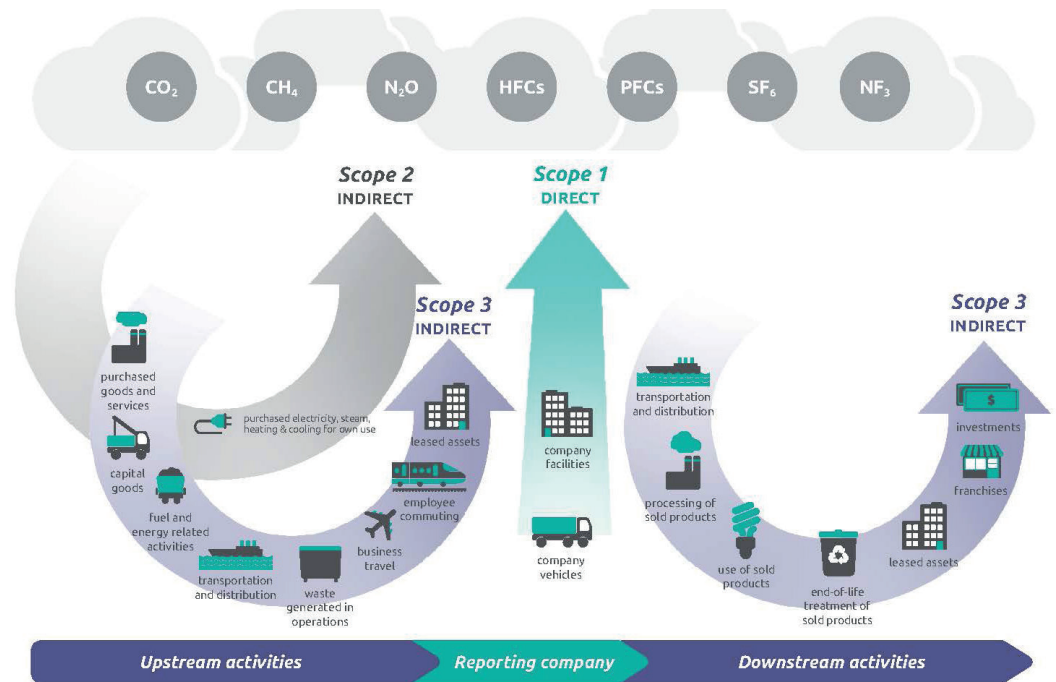 CO₂
CH₄
N₂O
HFCs
PFCs
SF₆
NF₃
Scope 2
INDIRECT
Scope 1
DIRECT
Scope 3
INDIRECT
Scope 3
INDIRECT
purchased
goods and
services
capital
goods
fuel and
energy related
activities
purchased electricity, steam,
heating & cooling for own use
transportation
and distribution
waste
generated in
operations
business
travel
employee
commuting
leased assets
company
facilities
company
vehicles
transportation
and distribution
processing of
sold products
use of sold
products
end-of-life
treatment of
sold products
leased assets
franchises
$
investments
Upstream activities
Reporting company
Downstream activities